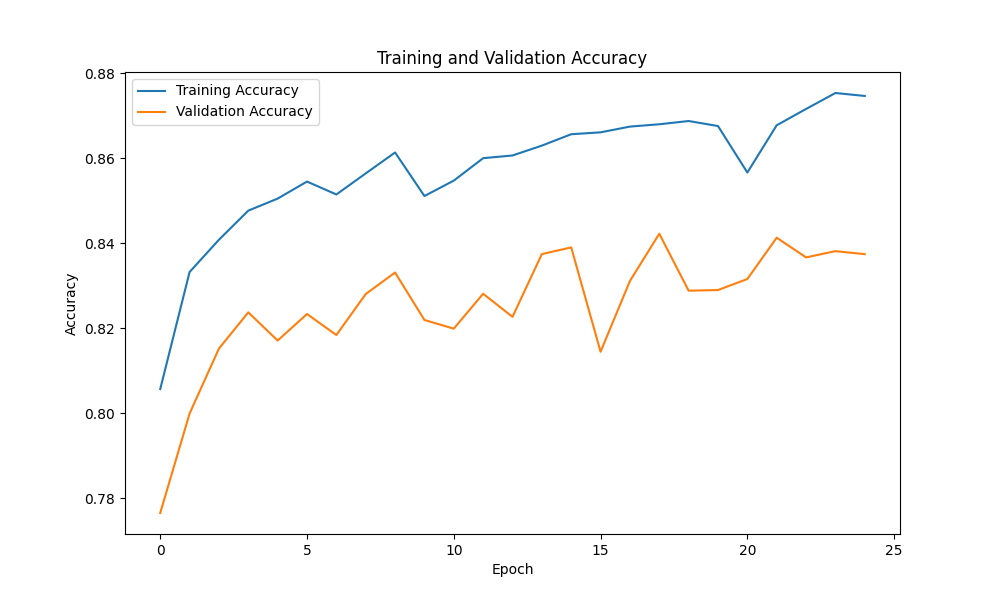 Training and Validation Accuracy
Training Accuracy
Validation Accuracy
Accuracy
0.88
0.86
0.84
0.82
0.80
0.78
0
5
10
15
20
25
Epoch